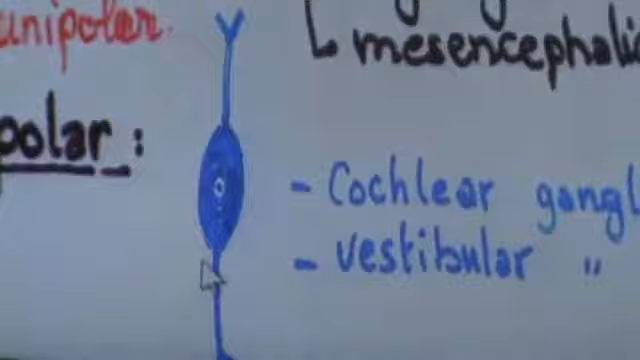 unipolar.
mesencephalic
polar :
- Cochlear gangl
- vestibular "